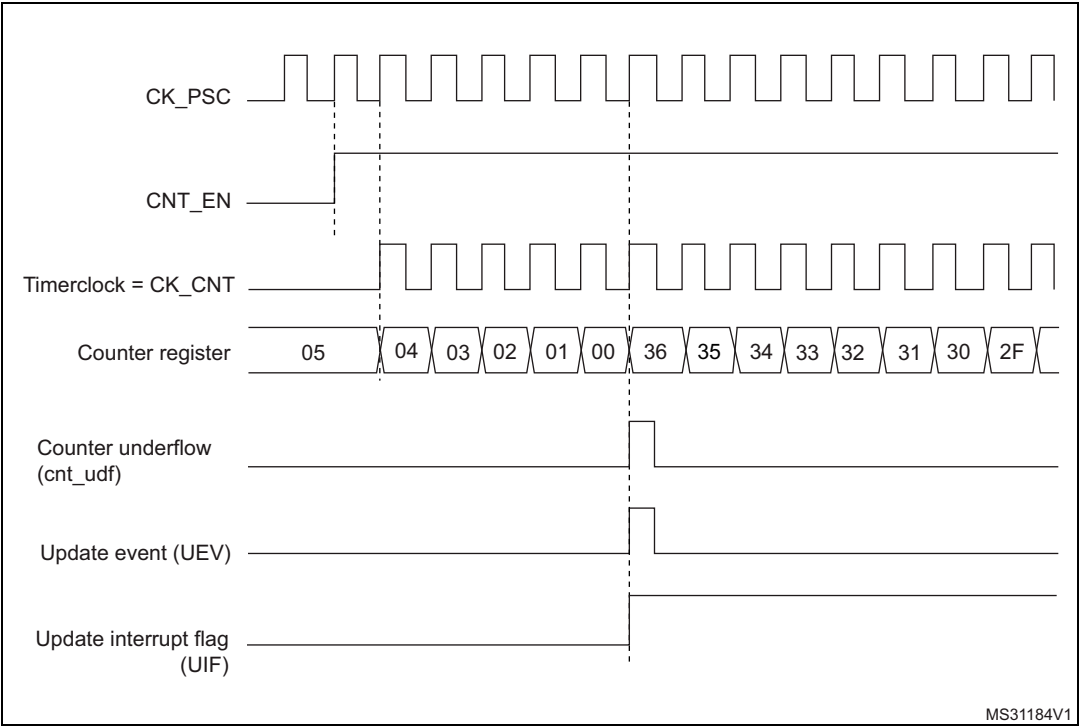 CK_PSC
CNT_EN
Timerclock = CK_CNT
Counter register 05 04 03 02 01 00 36 35 34 33 32 31 30 2F
Counter underflow
(cnt_udf)
Update event (UEV)
Update interrupt flag
(UIF)
MS31184V1